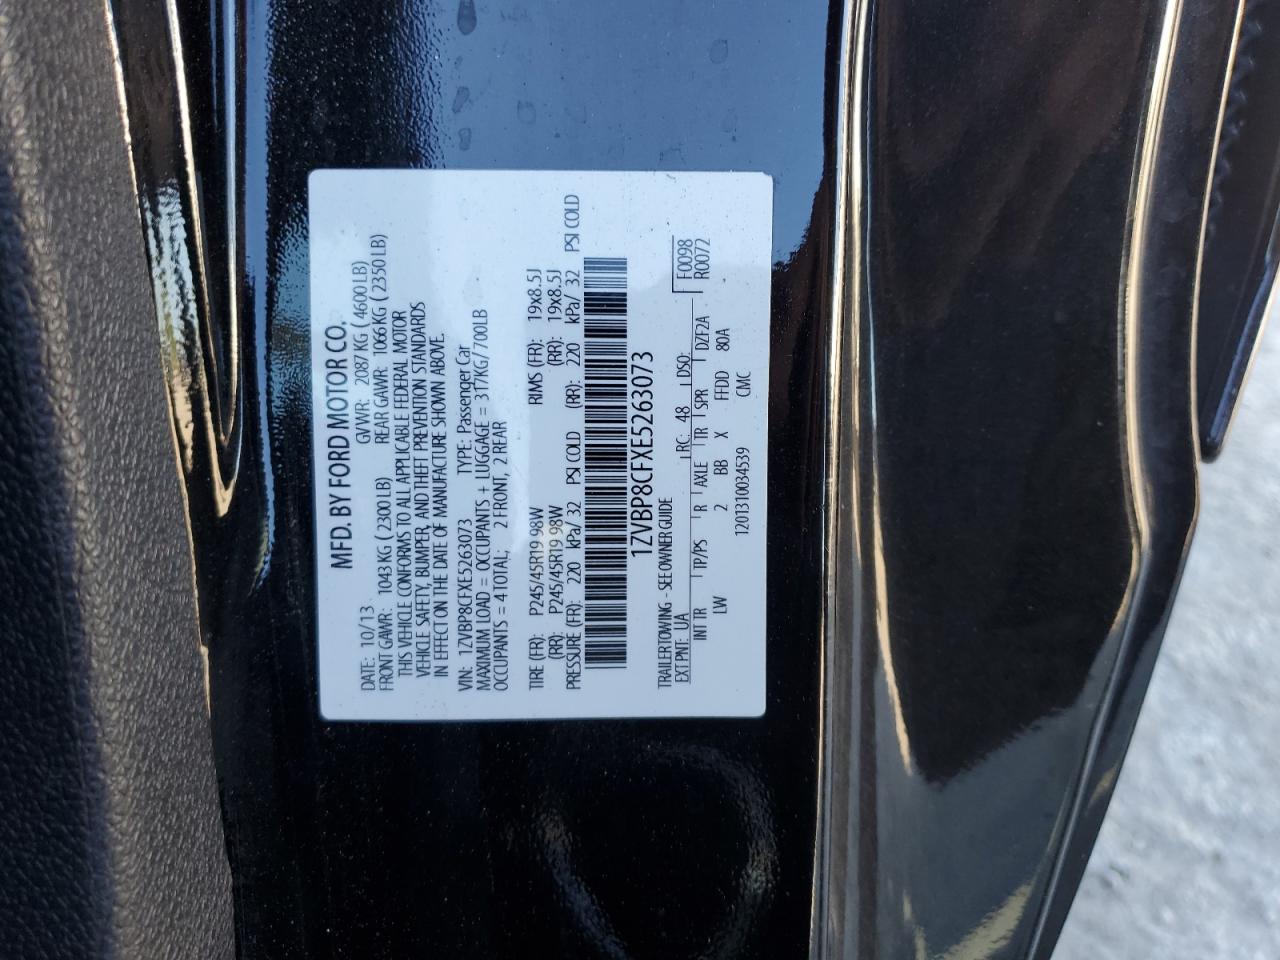 MFD. BY FORD MOTOR CO.
DATE: 10/13 GVWR: 2087 KG (4600 LB)
FRONT GAWR: 1043 KG (2300 LB) REAR GAWR: 1066 KG (2350 LB)
THIS VEHICLE CONFORMS TO ALL APPLICABLE FEDERAL MOTOR
VEHICLE SAFETY, BUMPER, AND THEFT PREVENTION STANDARDS
IN EFFECT ON THE DATE OF MANUFACTURE SHOWN ABOVE.
VIN: 1ZVBP8CFXE5263073 TYPE: Passenger Car
MAXIMUM LOAD = OCCUPANTS + LUGGAGE = 317KG/700LB
OCCUPANTS = 4 TOTAL; 2 FRONT, 2 REAR
TIRE (FR): P245/45R19 98W RIMS (FR): 19x8.5J
(RR): P245/45R19 98W (RR): 19x8.5J
PRESSURE (FR): 220 kPa/ 32 PSI COLD (RR): 220 kPa/ 32 PSI COLD
1ZVBP8CFXE5263073
TRAILER TOWING - SEE OWNER GUIDE F0098
EXT PNT: UA RC: 48 DSO: R0072
INT TR TP/PS R AXLE TR SPR DZF2A
LW 2 BB X FFDD 80A
1201310034539 CMC